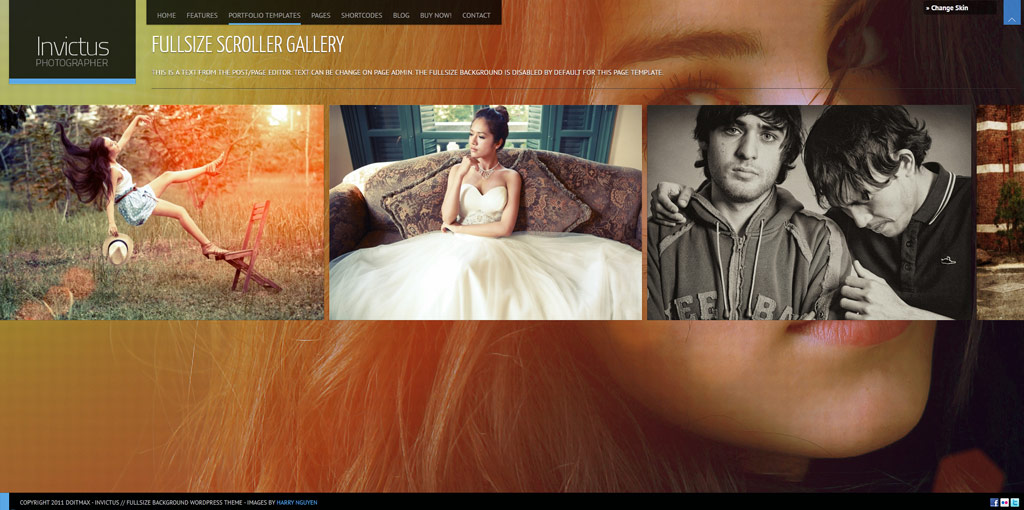 Invictus
PHOTOGRAPHER
HOME FEATURES PORTFOLIO TEMPLATES PAGES SHORTCODES BLOG BUY NOW! CONTACT
» Change Skin
FULLSIZE SCROLLER GALLERY
THIS IS A TEXT FROM THE POST/PAGE EDITOR. TEXT CAN BE CHANGE ON PAGE ADMIN. THE FULLSIZE BACKGROUND IS DISABLED BY DEFAULT FOR THIS PAGE TEMPLATE.
COPYRIGHT 2011 DOITMAX - INVICTUS // FULLSIZE BACKGROUND WORDPRESS THEME - IMAGES BY HARRY NGUYEN